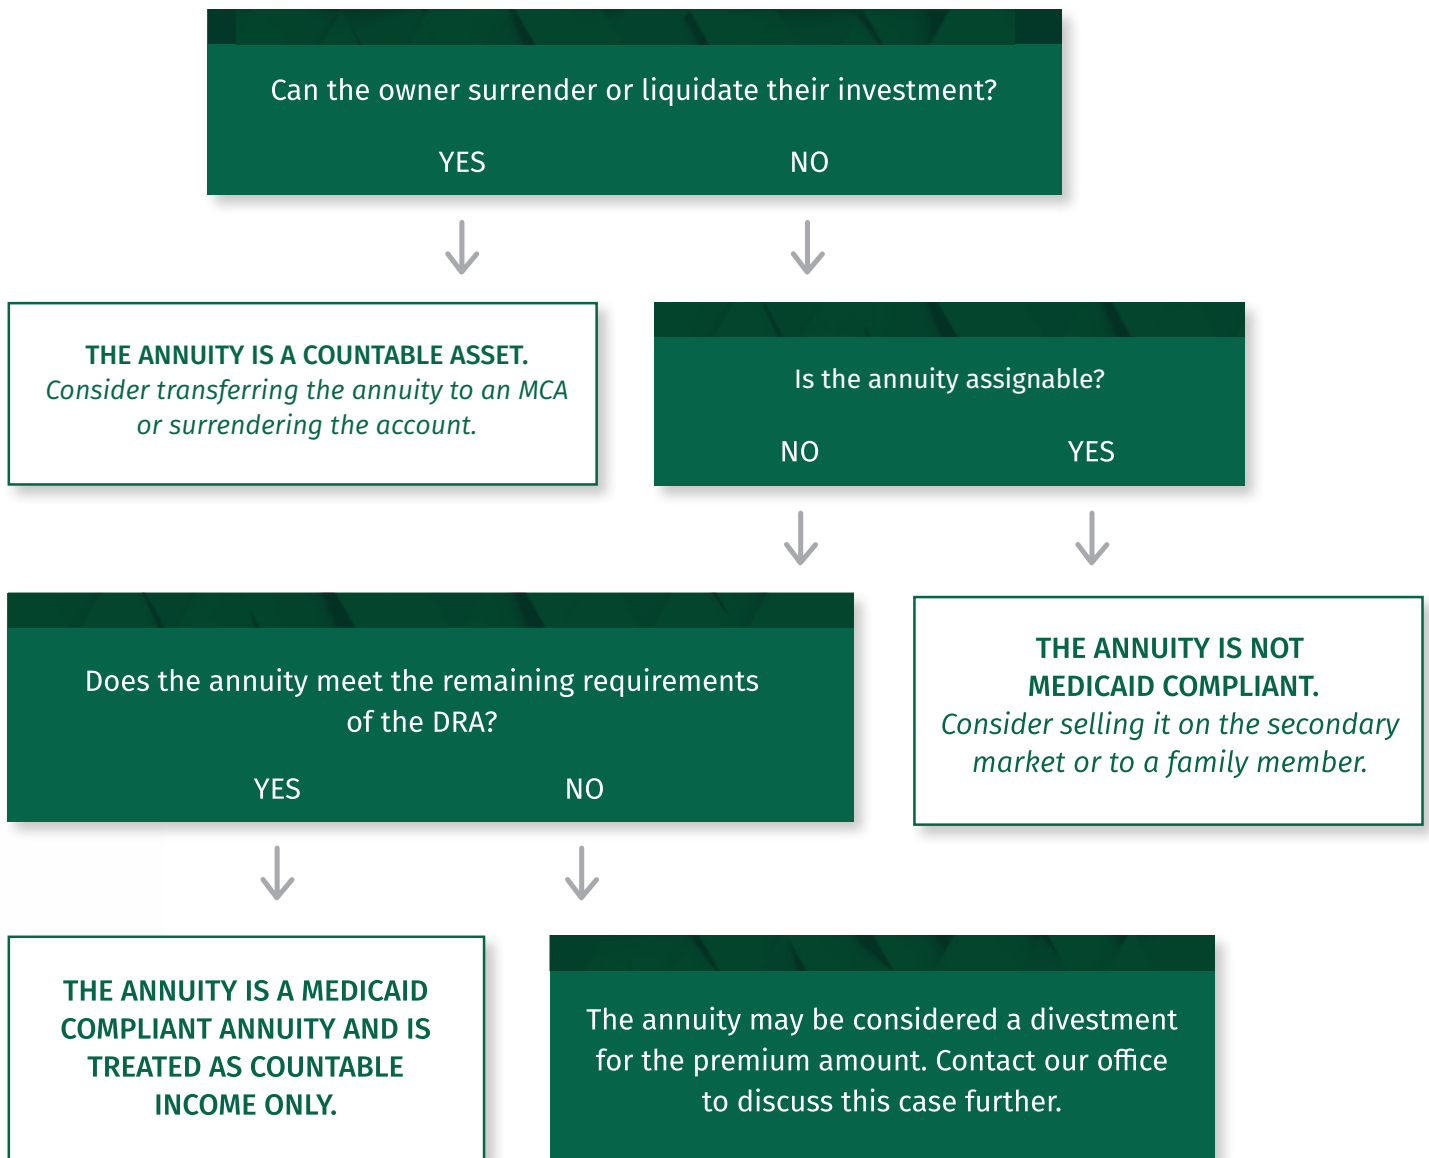 Can the owner surrender or liquidate their investment?
YES NO
THE ANNUITY IS A COUNTABLE ASSET.
Consider transferring the annuity to an MCA
or surrendering the account.
Is the annuity assignable?
NO YES
Does the annuity meet the remaining requirements
of the DRA?
YES NO
THE ANNUITY IS NOT
MEDICAID COMPLIANT.
Consider selling it on the secondary
market or to a family member.
THE ANNUITY IS A MEDICAID
COMPLIANT ANNUITY AND IS
TREATED AS COUNTABLE
INCOME ONLY.
The annuity may be considered a divestment
for the premium amount. Contact our office
to discuss this case further.